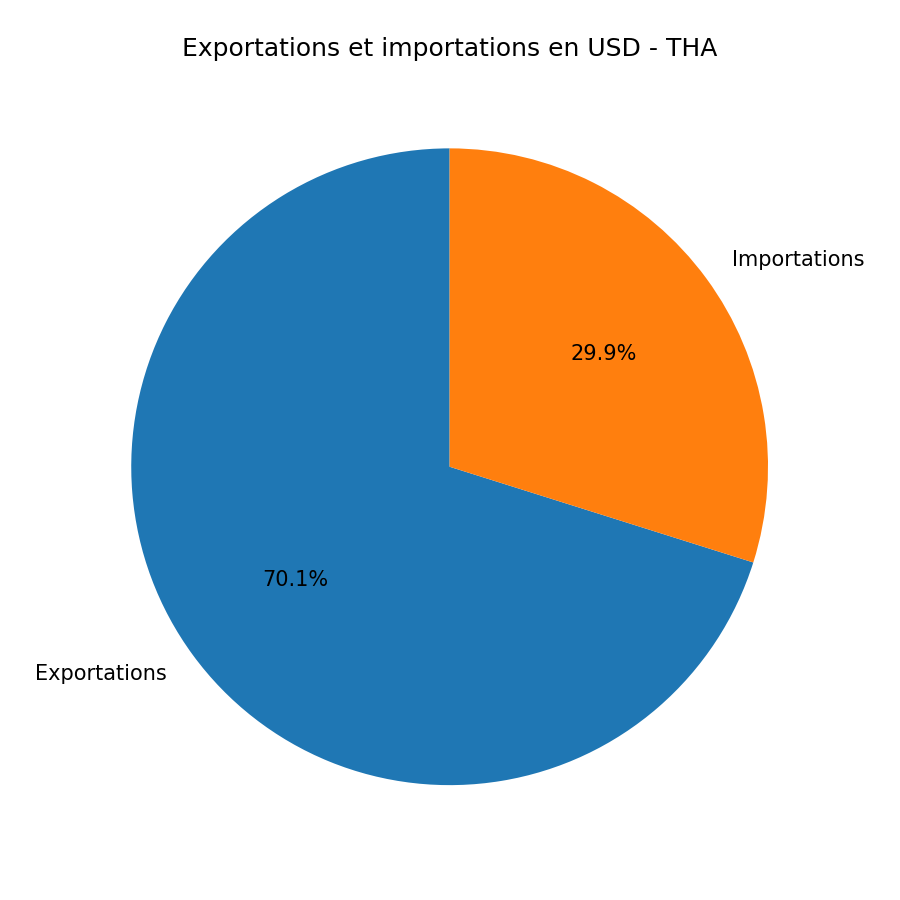 Exportations et importations en USD - THA
Importations
29.9%
70.1%
Exportations